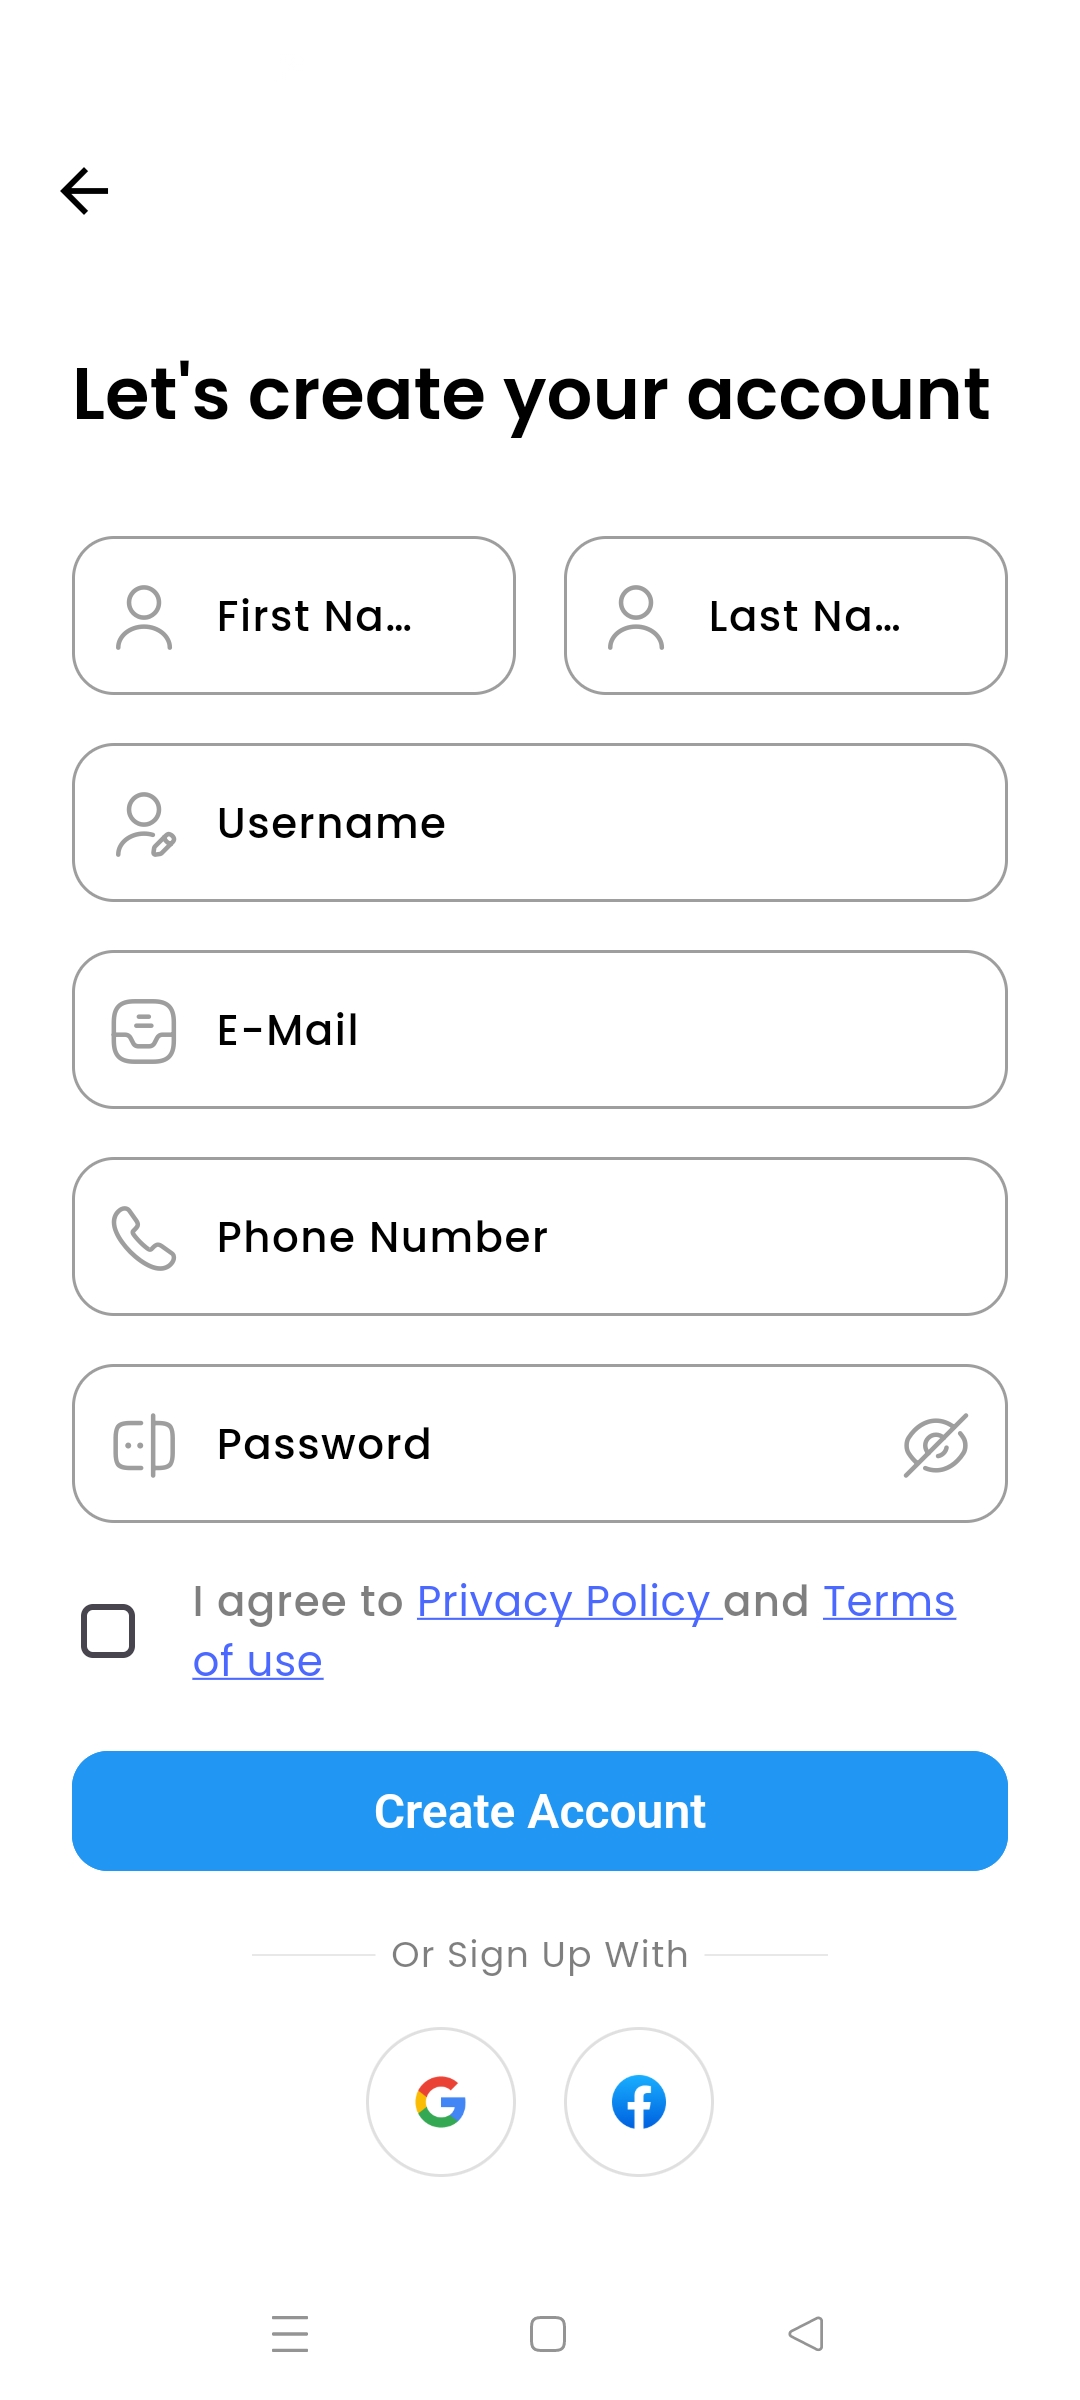 Let's create your account
First Na...
Last Na...
Username
E-Mail
Phone Number
Password
I agree to Privacy Policy and Terms
of use
Create Account
Or Sign Up With